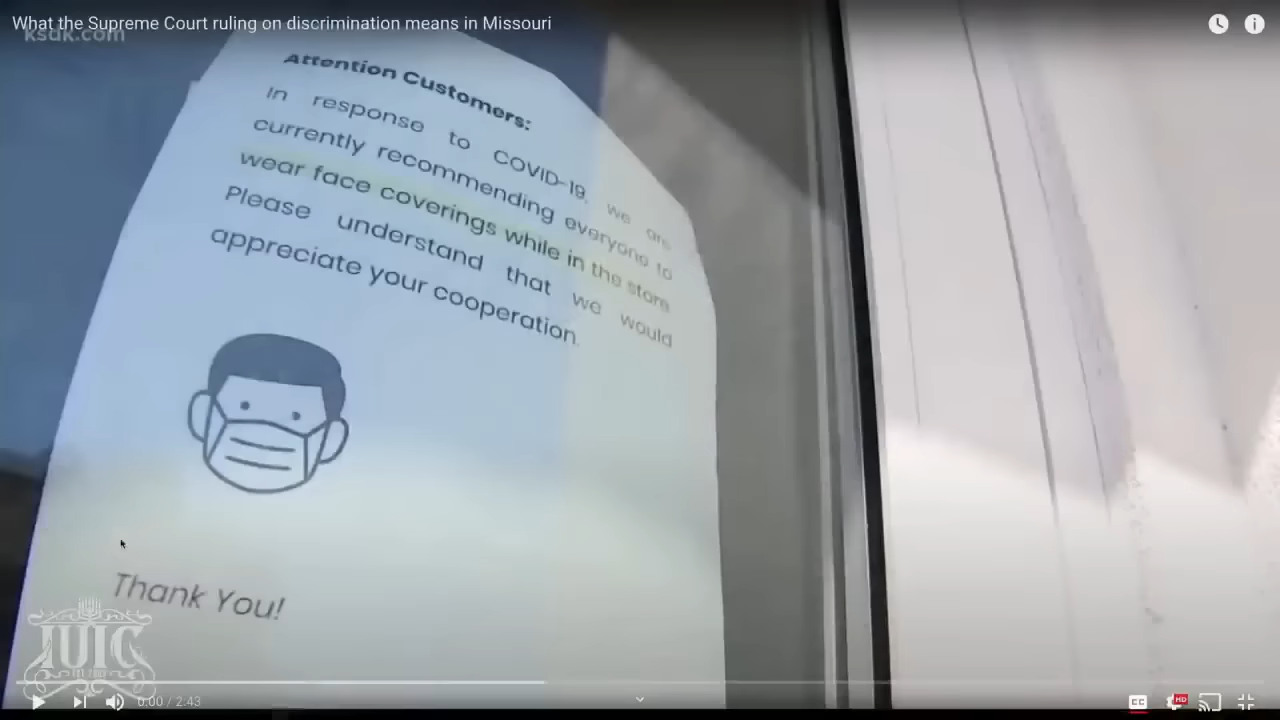 What the Supreme Court ruling on discrimination means in Missouri
ksdk.com
Attention Customers:
In response to COVID-19, we are
currently recommending everyone to
wear face coverings while in the store
Please understand that we would
appreciate your cooperation.
Thank You!
IUIC
0:00 / 2:43
CC
HD